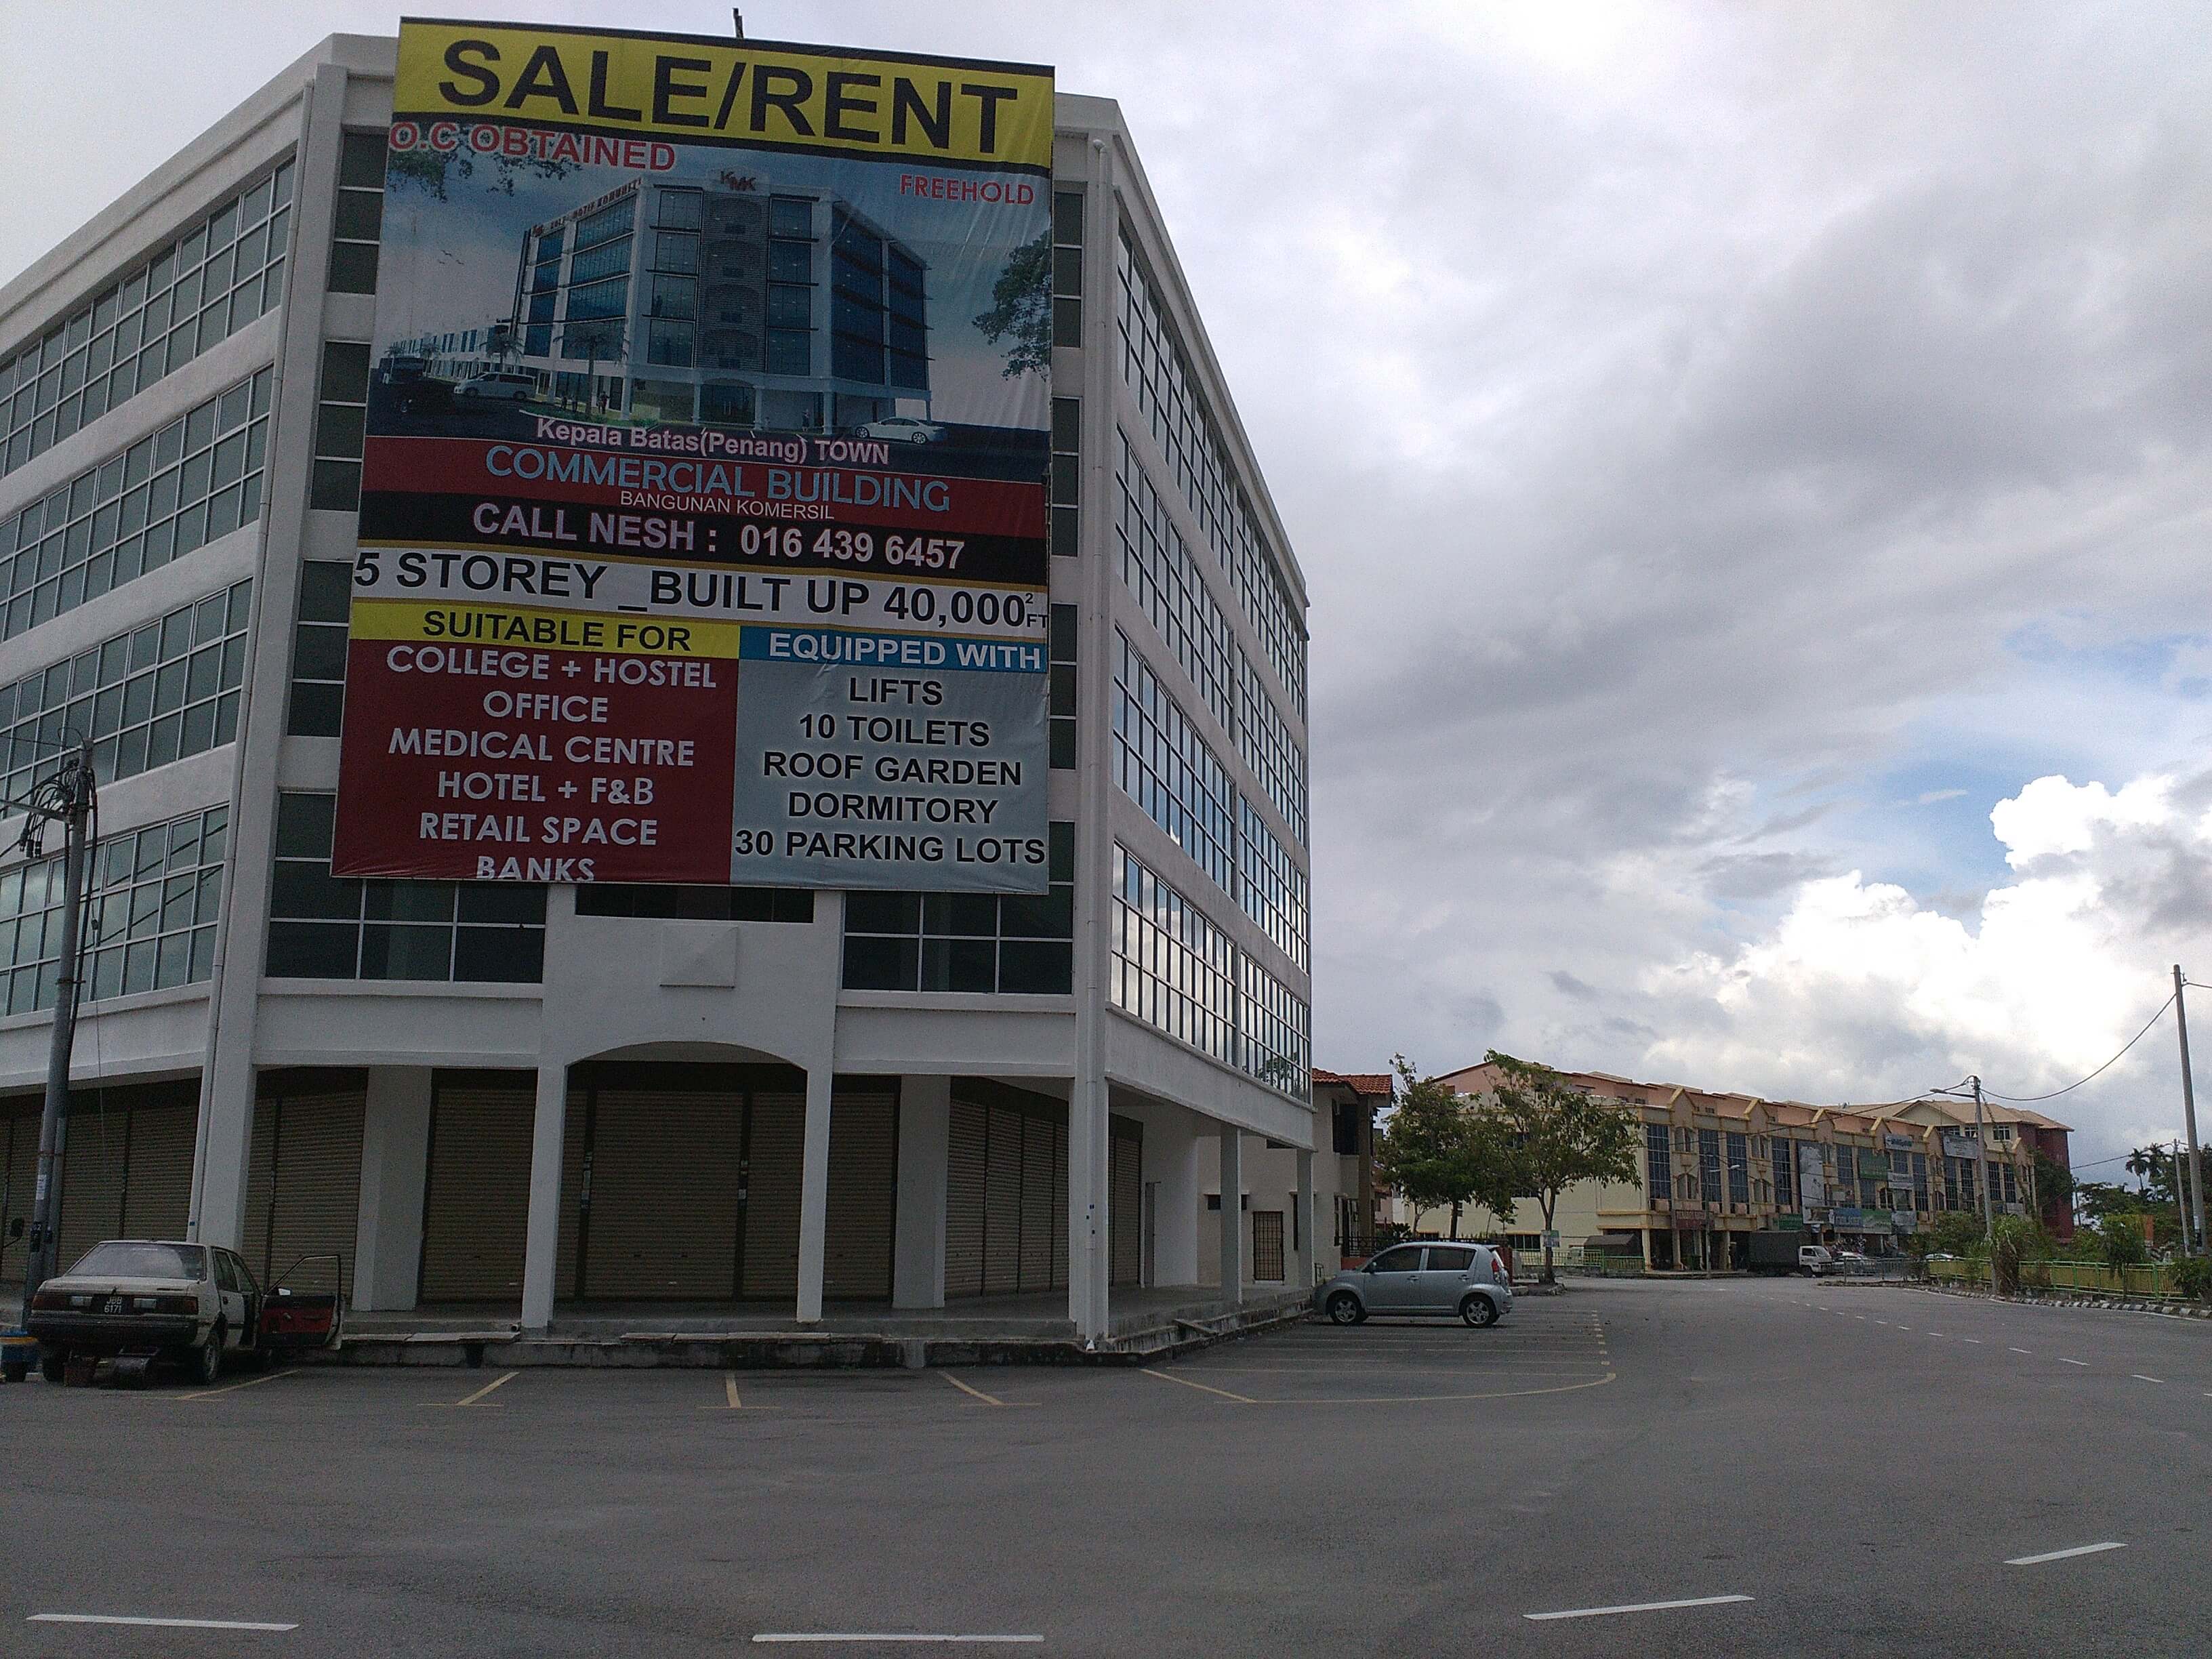 SALE/RENT
O.C OBTAINED
FREEHOLD
KMK
Kepala Batas(Penang) TOWN
COMMERCIAL BUILDING
BANGUNAN KOMERSIL
CALL NESH : 016 439 6457
5 STOREY _BUILT UP 40,000 FT2
SUITABLE FOR
COLLEGE + HOSTEL
OFFICE
MEDICAL CENTRE
HOTEL + F&B
RETAIL SPACE
BANKS
EQUIPPED WITH
LIFTS
10 TOILETS
ROOF GARDEN
DORMITORY
30 PARKING LOTS
JBB
6171